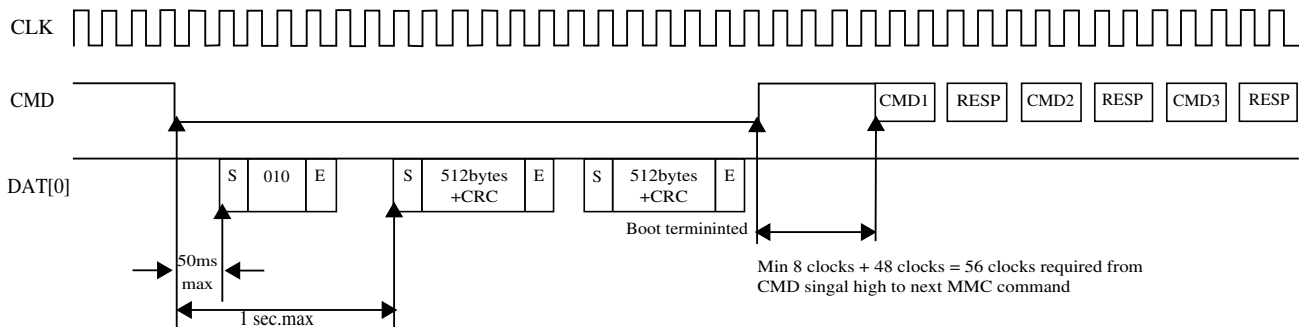 CLK
CMD
CMD1 RESP CMD2 RESP CMD3 RESP
DAT[0]
S 010 E S 512bytes +CRC E S 512bytes +CRC E
Boot termininted
50ms
max
Min 8 clocks + 48 clocks = 56 clocks required from
CMD singal high to next MMC command
1 sec.max